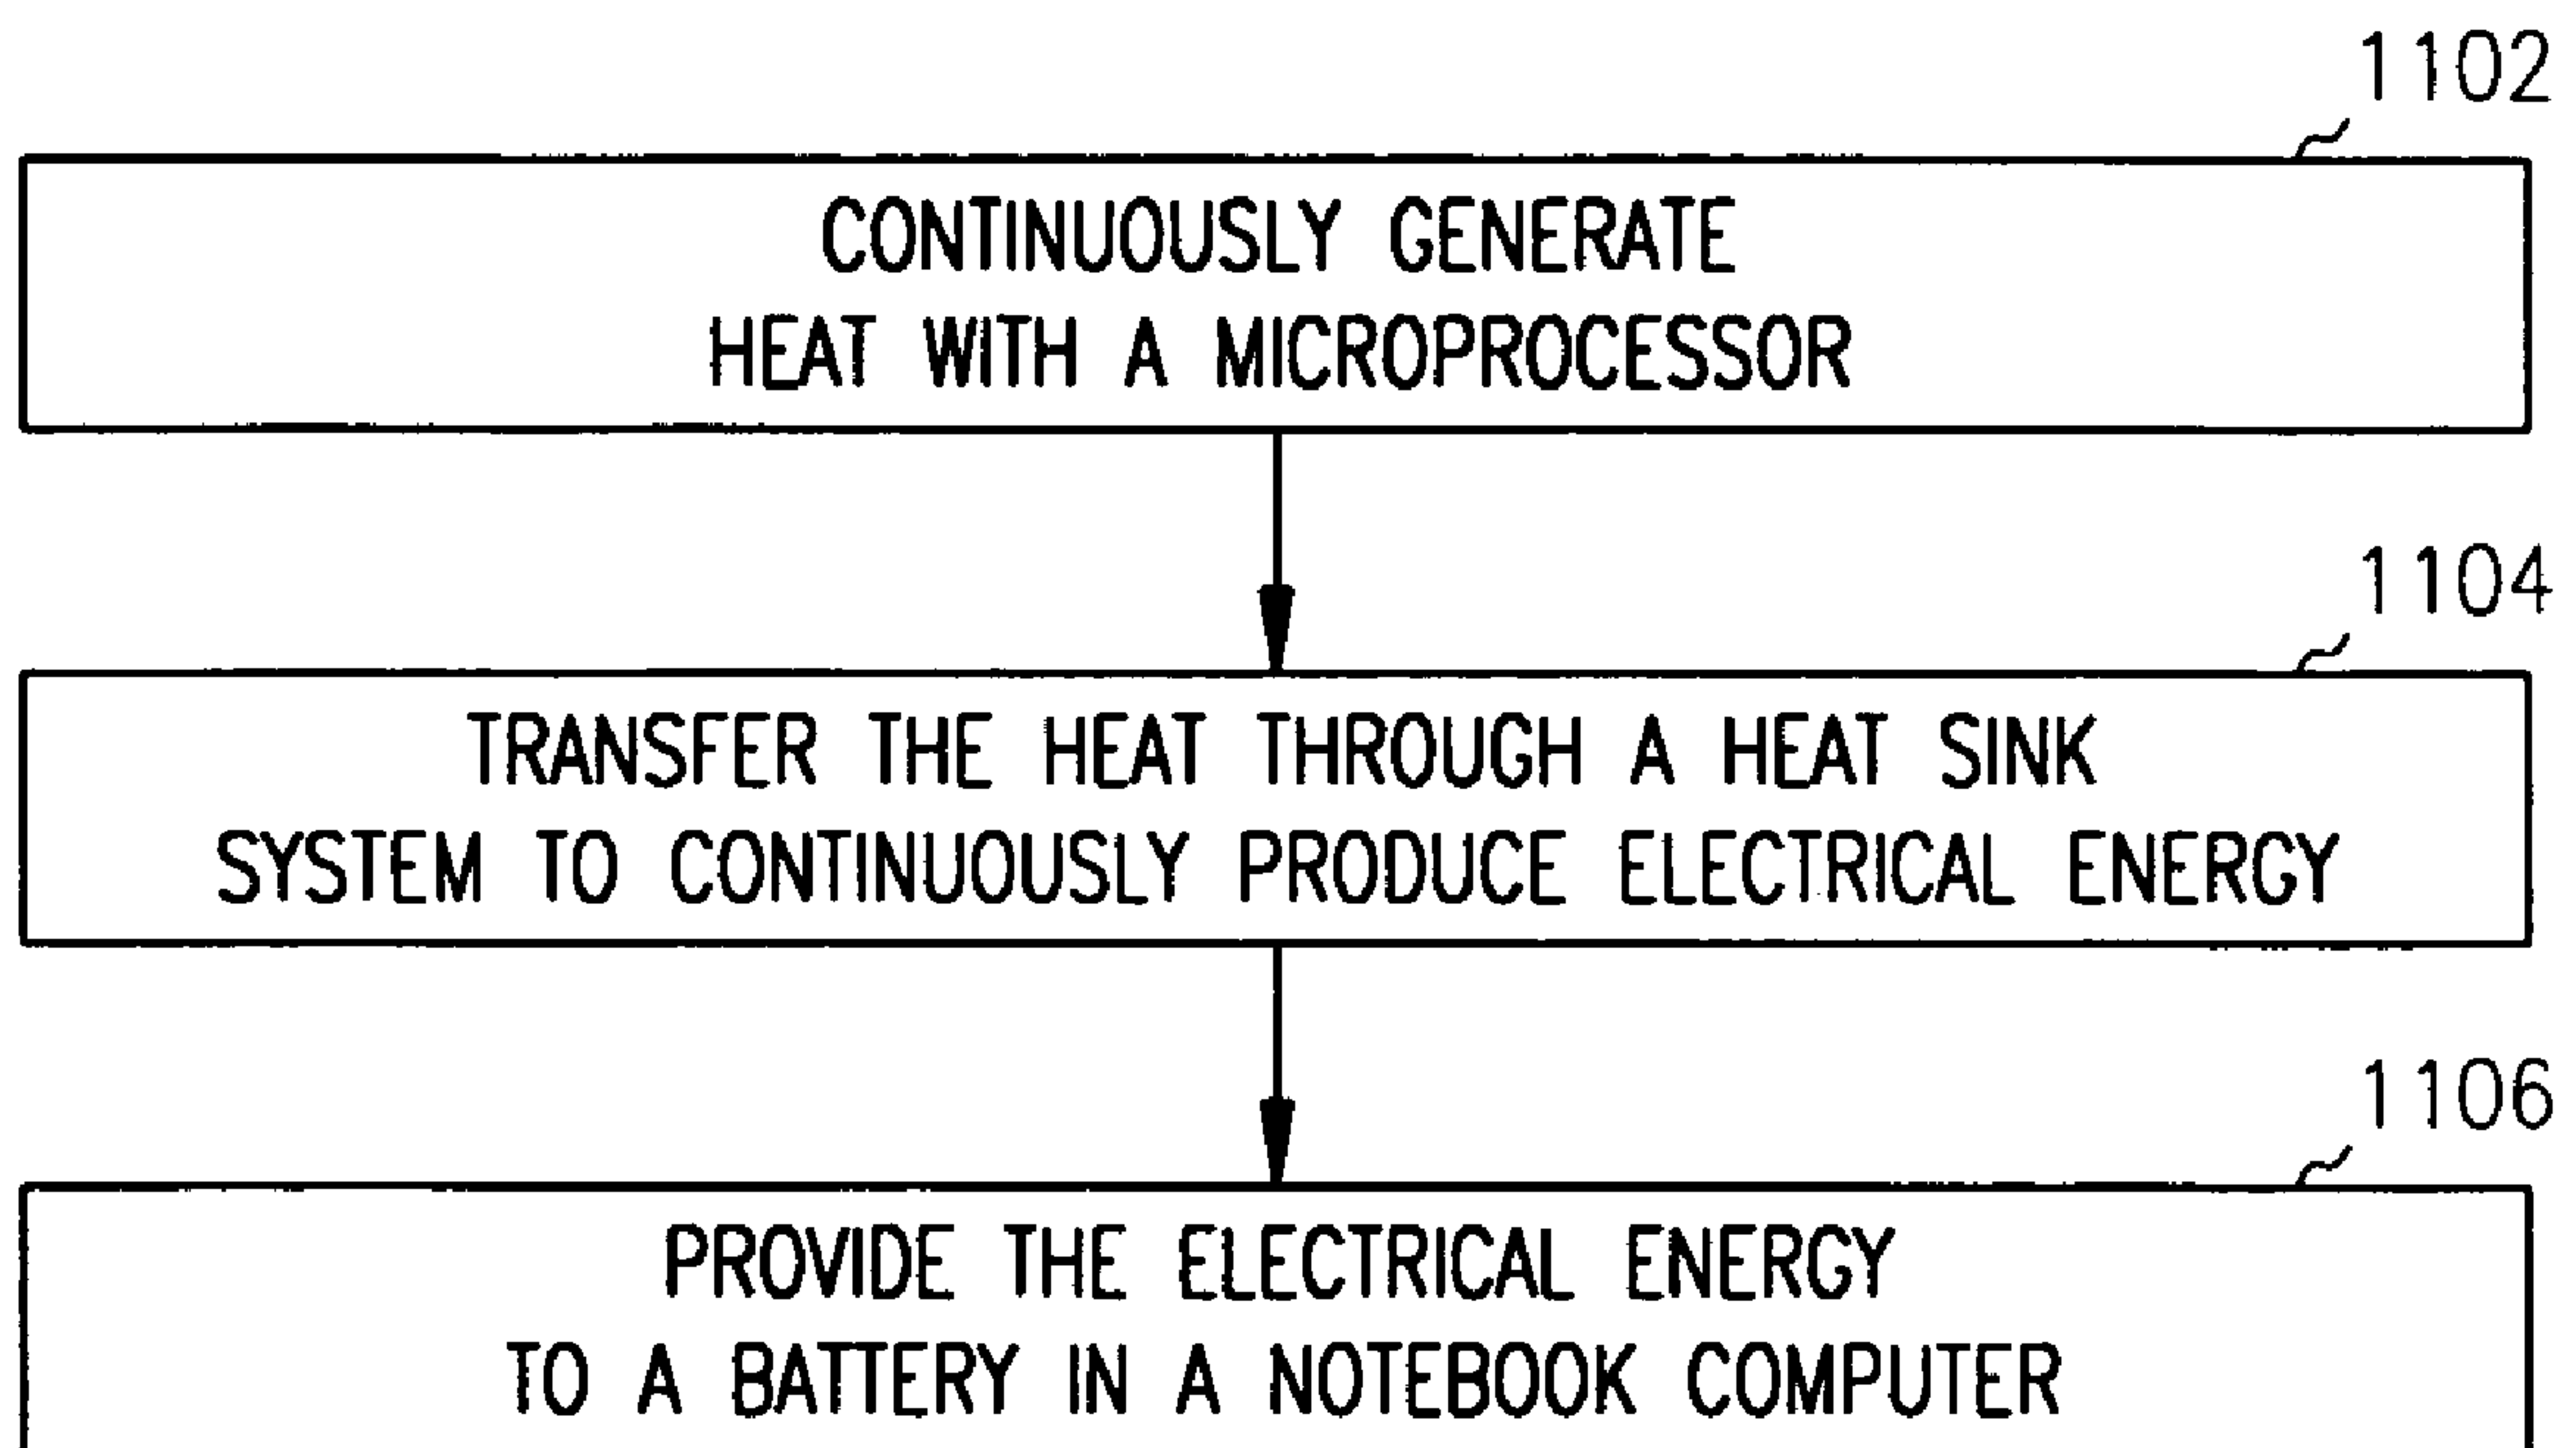 1102
CONTINUOUSLY GENERATE
HEAT WITH A MICROPROCESSOR
1104
TRANSFER THE HEAT THROUGH A HEAT SINK
SYSTEM TO CONTINUOUSLY PRODUCE ELECTRICAL ENERGY
1106
PROVIDE THE ELECTRICAL ENERGY
TO A BATTERY IN A NOTEBOOK COMPUTER